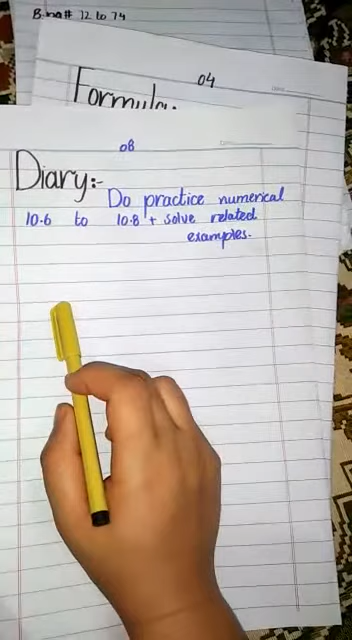 B.no# 72 to 74
04
Formula:
08
Diary:-
Do practice numerical
10.6 to 10.8 + solve related
examples.